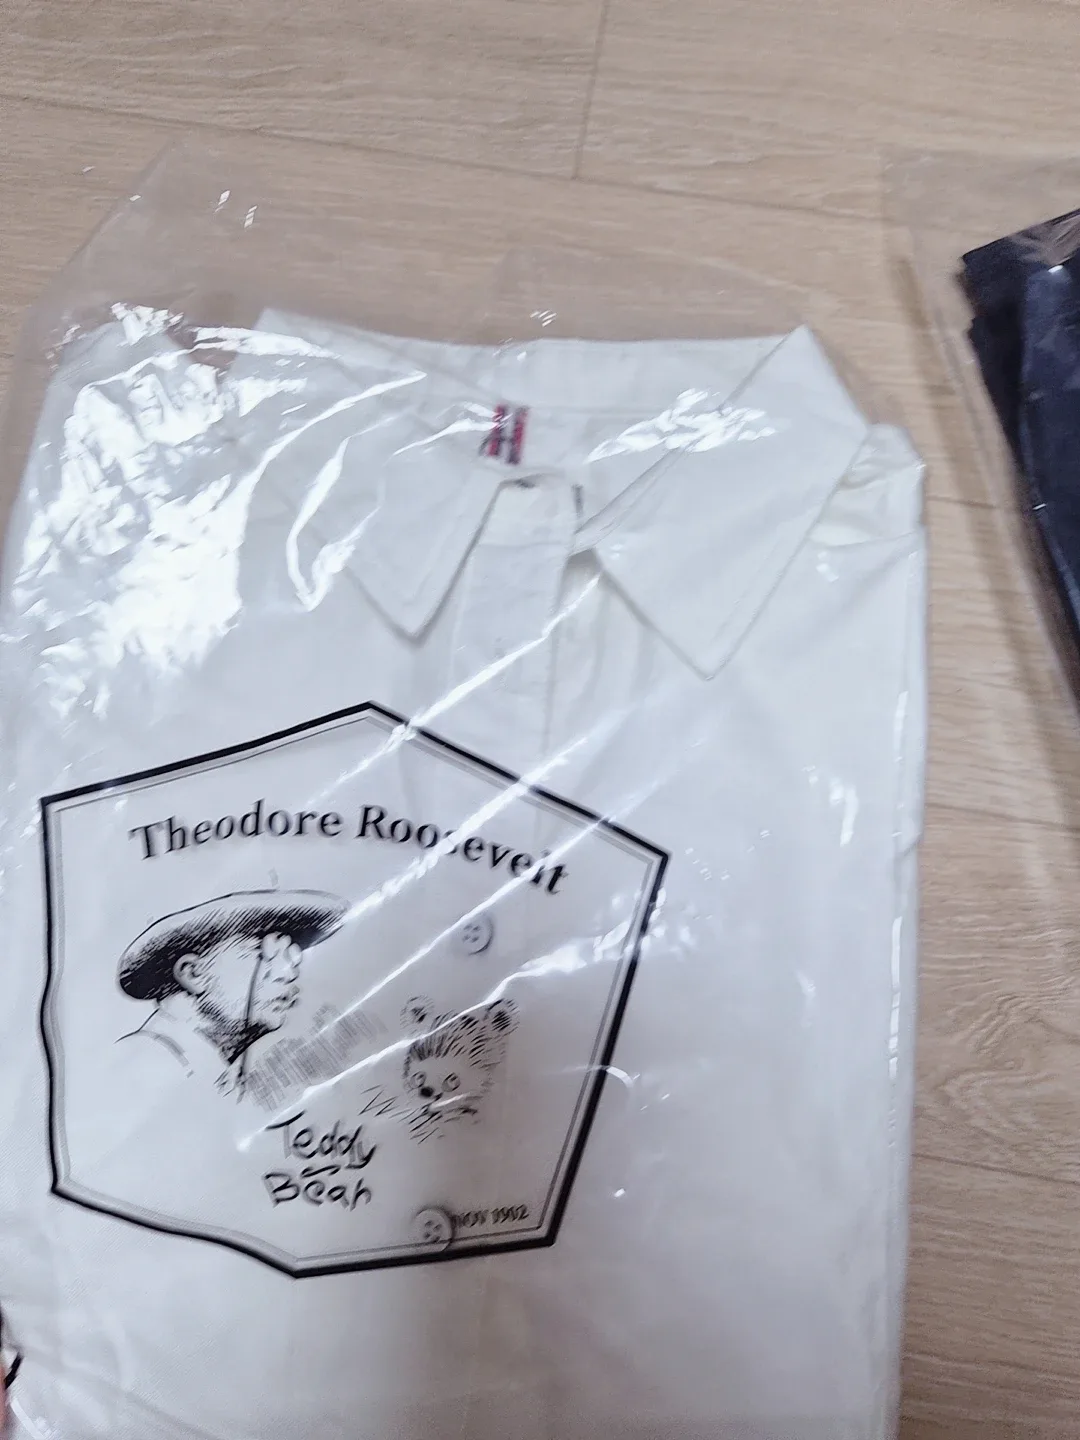 Theodore Roosevelt
Teddy
Bear
NOV 1902